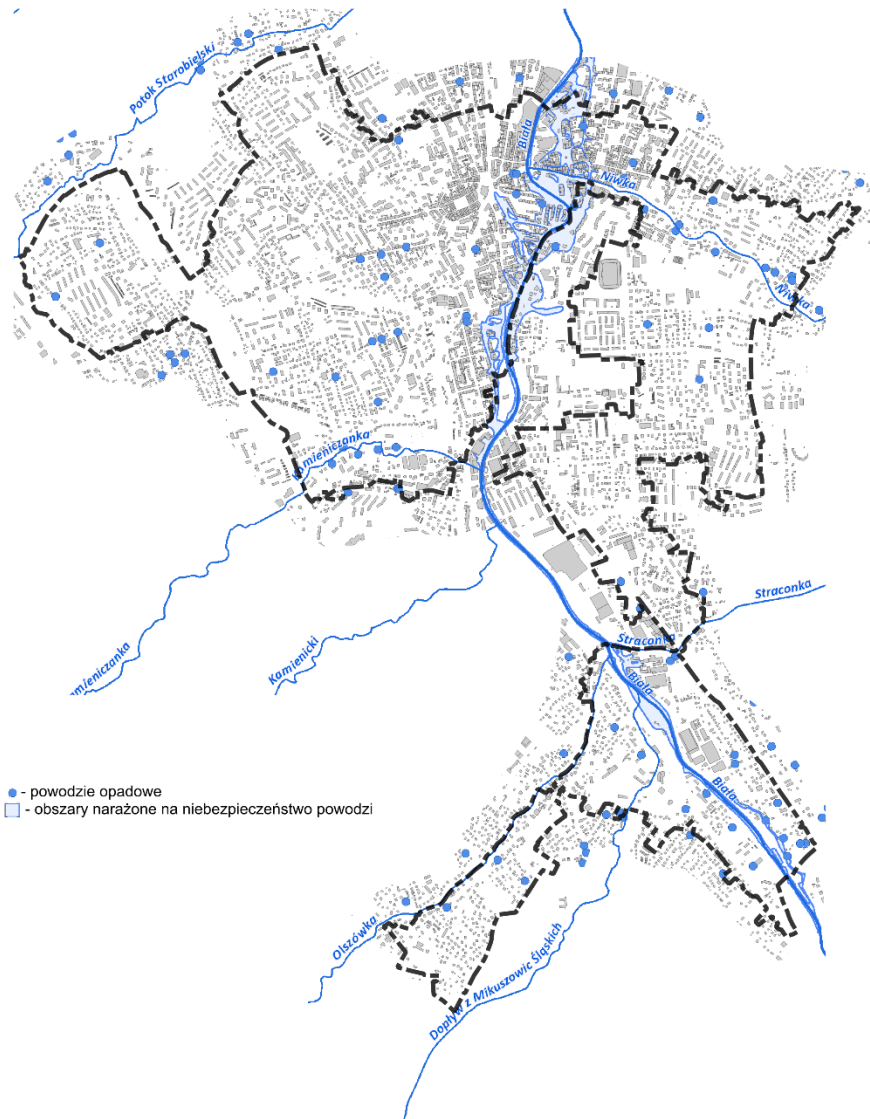 Potok Starobielski
Biała
Niwka
Niwka
Kamieniczanka
Straconka
Kamienicki
Straconka
Biała
Biała
- powodzie opadowe
- obszary narażone na niebezpieczeństwo powodzi
Olszówka
Dopływ z Mikuszowic Śląskich